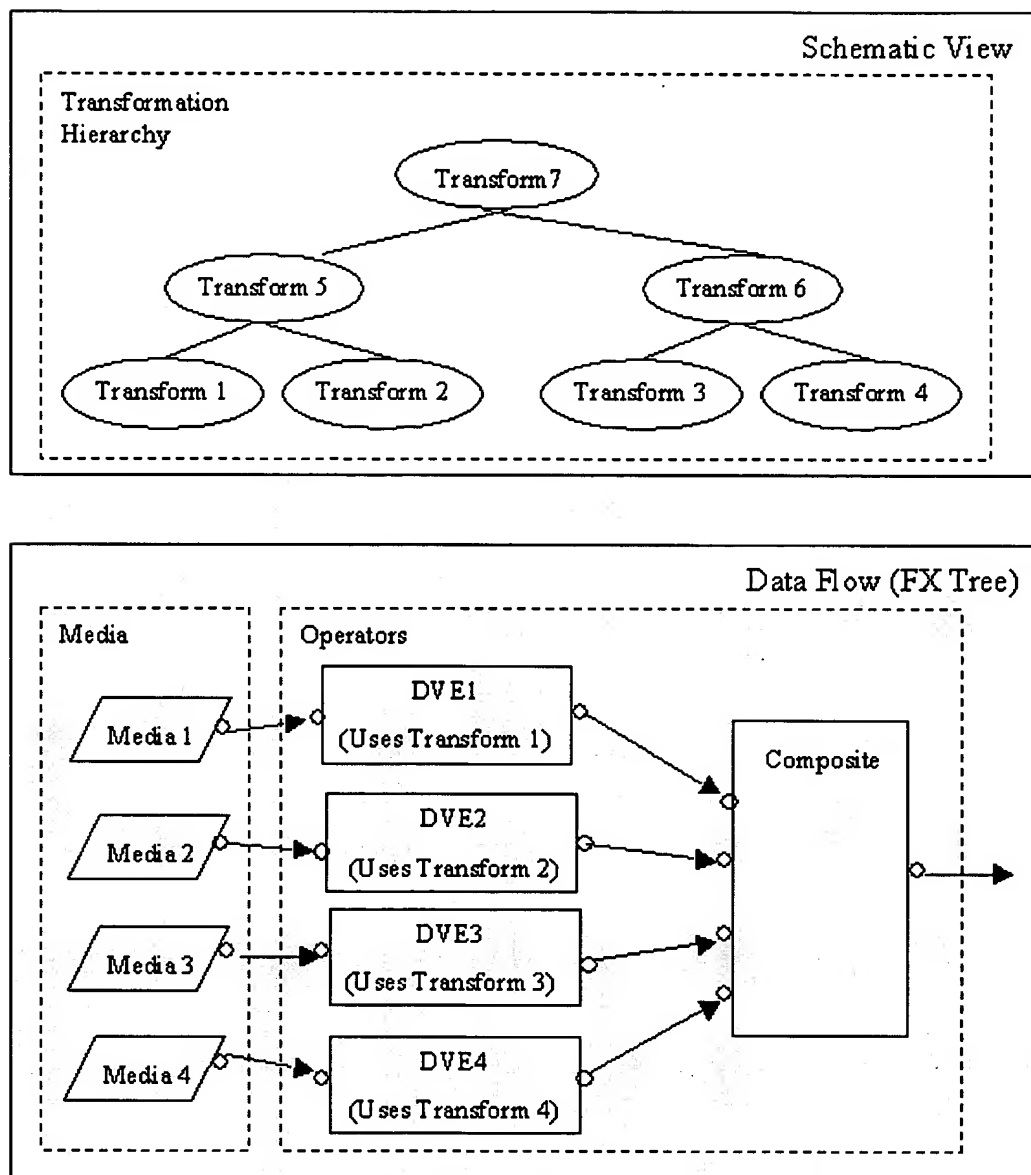 Schematic View
Transformation
Hierarchy
Transform7
Transform 5
Transform 6
Transform 1
Transform 2
Transform 3
Transform 4
Data Flow (FX Tree)
Media
Operators
Media 1
DVE1
(Uses Transform 1)
Composite
Media 2
DVE2
(Uses Transform 2)
Media 3
DVE3
(Uses Transform 3)
Media 4
DVE4
(Uses Transform 4)